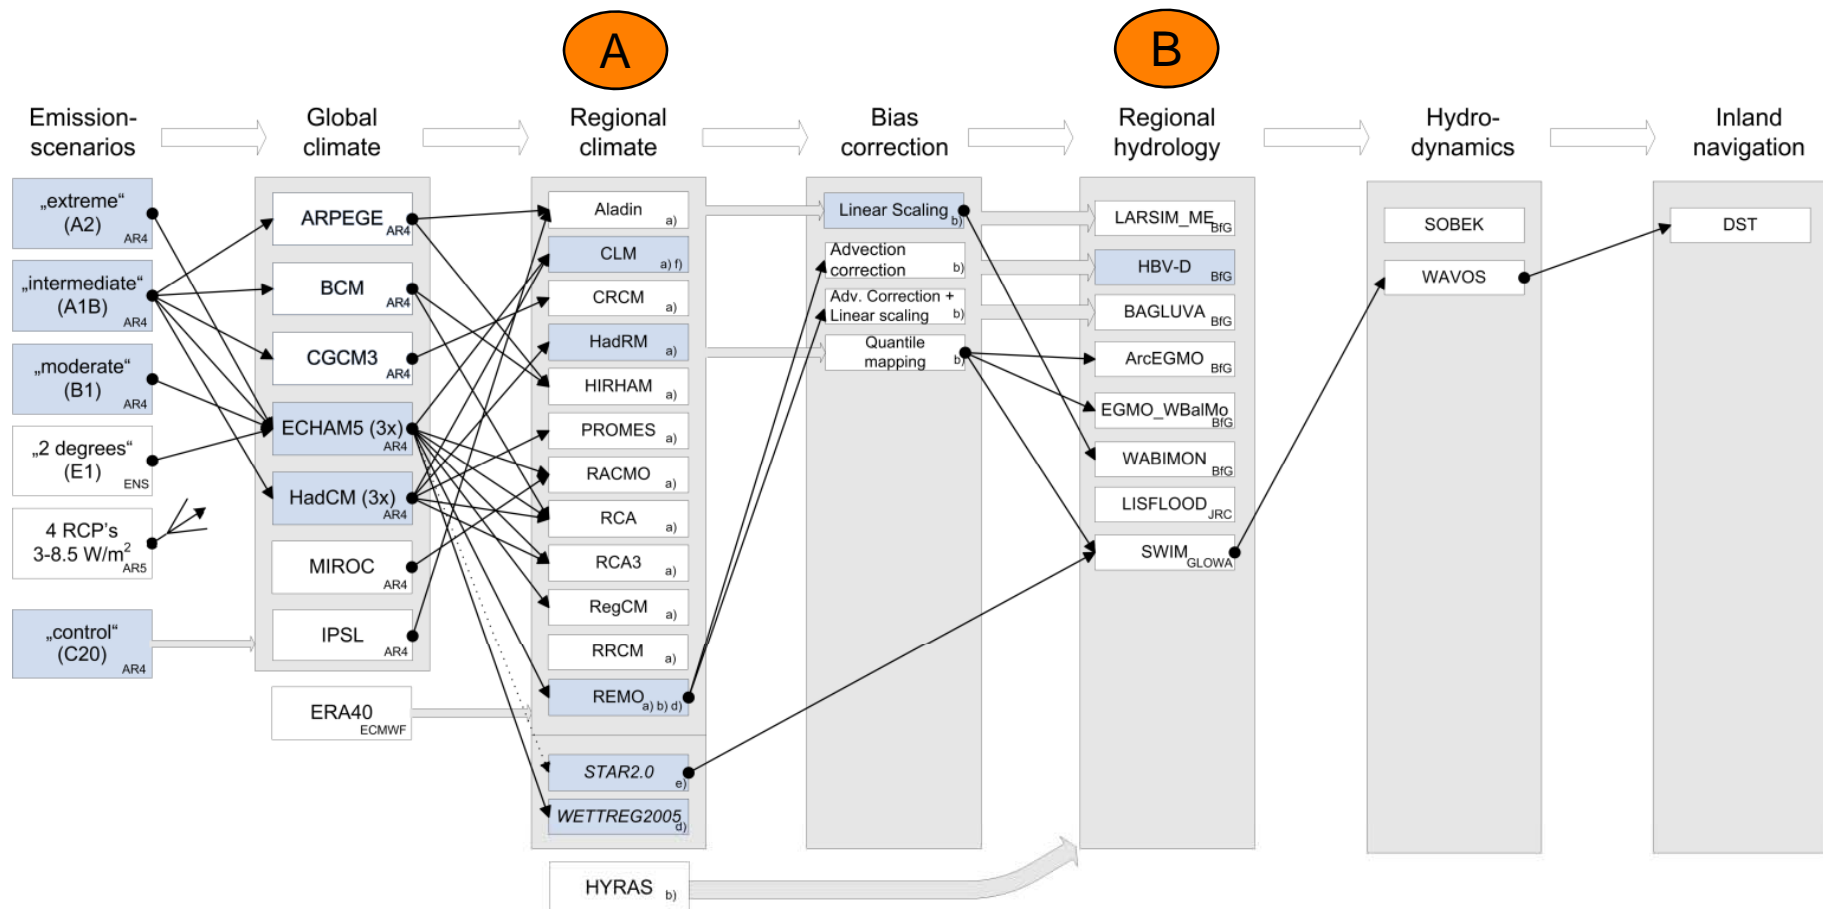 A
B
Emission-
scenarios
Global
climate
Regional
climate
Bias
correction
Regional
hydrology
Hydro-
dynamics
Inland
navigation
„extreme“
(A2)
AR4
„intermediate“
(A1B)
AR4
„moderate“
(B1)
AR4
„2 degrees“
(E1)
ENS
4 RCP's
3-8.5 W/m²
AR5
„control“
(C20)
AR4
ARPEGE
AR4
BCM
AR4
CGCM3
AR4
ECHAM5 (3x)
AR4
HadCM (3x)
AR4
MIROC
AR4
IPSL
AR4
ERA40
ECMWF
Aladin
a)
CLM
a) f)
CRCM
a)
HadRM
a)
HIRHAM
a)
PROMES
a)
RACMO
a)
RCA
a)
RCA3
a)
RegCM
a)
RRCM
a)
REMO
a) b) d)
STAR2.0
e)
WETTREG2005
d)
HYRAS
b)
Linear Scaling
b)
Advection
correction
b)
Adv. Correction +
Linear scaling
b)
Quantile
mapping
b)
LARSIM_ME
BfG
HBV-D
BfG
BAGLUVA
BfG
ArcEGMO
BfG
EGMO_WBalMo
BfG
WABIMON
BfG
LISFLOOD
JRC
SWIM
GLOWA
SOBEK
WAVOS
DST